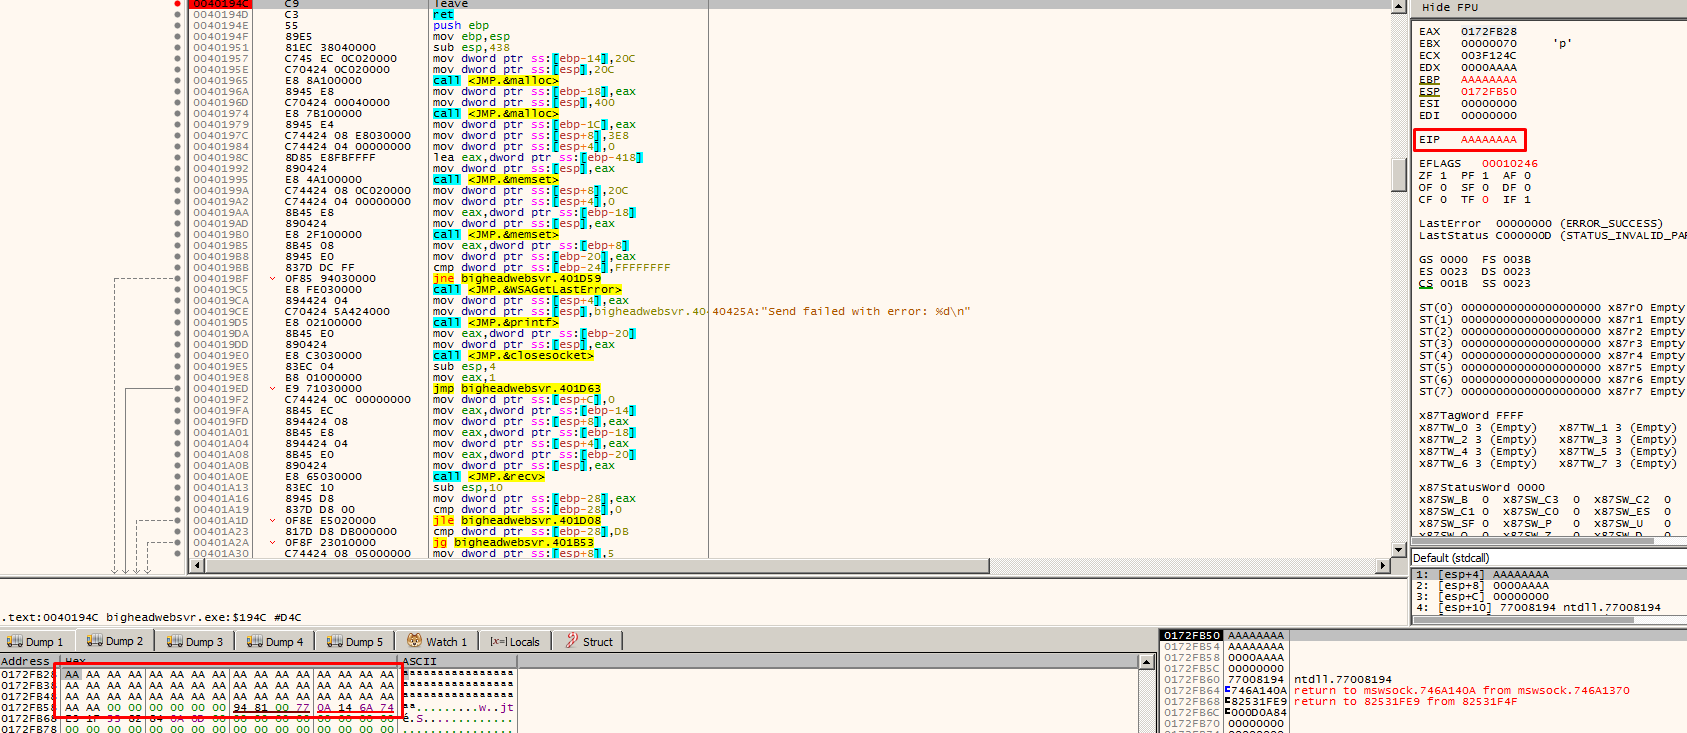 0040194C C9 leave
0040194D C3 ret
0040194E 55 push ebp
0040194F 89E5 mov ebp,esp
00401951 81EC 38040000 sub esp,438
00401957 C745 EC 0C020000 mov dword ptr ss:[ebp-14],20C
0040195E C70424 0C020000 mov dword ptr ss:[esp],20C
00401965 E8 8A100000 call <JMP.&malloc>
0040196A 8945 E8 mov dword ptr ss:[ebp-18],eax
0040196D C70424 00040000 mov dword ptr ss:[esp],400
00401974 E8 7B100000 call <JMP.&malloc>
00401979 8945 E4 mov dword ptr ss:[ebp-1C],eax
0040197C C74424 08 E8030000 mov dword ptr ss:[esp+8],3E8
00401984 C74424 04 00000000 mov dword ptr ss:[esp+4],0
0040198C 8D85 E8FBFFFF lea eax,dword ptr ss:[ebp-418]
00401992 890424 mov dword ptr ss:[esp],eax
00401995 E8 4A100000 call <JMP.&memset>
0040199A C74424 08 0C020000 mov dword ptr ss:[esp+8],20C
004019A2 C74424 04 00000000 mov dword ptr ss:[esp+4],0
004019AA 8B45 E8 mov eax,dword ptr ss:[ebp-18]
004019AD 890424 mov dword ptr ss:[esp],eax
004019B0 E8 2F100000 call <JMP.&memset>
004019B5 8B45 08 mov eax,dword ptr ss:[ebp+8]
004019B8 8945 E0 mov dword ptr ss:[ebp-20],eax
004019BB 837D DC FF cmp dword ptr ss:[ebp-24],FFFFFFFF
004019BF 0F85 94030000 jne bigheadwebsvr.401D59
004019C5 E8 FE030000 call <JMP.&WSAGetLastError>
004019CA 894424 04 mov dword ptr ss:[esp+4],eax
004019CE C70424 5A424000 mov dword ptr ss:[esp],bigheadwebsvr.40 40425A:"Send failed with error: %d\n"
004019D5 E8 02100000 call <JMP.&printf>
004019DA 8B45 E0 mov eax,dword ptr ss:[ebp-20]
004019DD 890424 mov dword ptr ss:[esp],eax
004019E0 E8 C3030000 call <JMP.&closesocket>
004019E5 83EC 04 sub esp,4
004019E8 B8 01000000 mov eax,1
004019ED E9 71030000 jmp bigheadwebsvr.401D63
004019F2 C74424 0C 00000000 mov dword ptr ss:[esp+C],0
004019FA 8B45 EC mov eax,dword ptr ss:[ebp-14]
004019FD 894424 08 mov dword ptr ss:[esp+8],eax
00401A01 8B45 E8 mov eax,dword ptr ss:[ebp-18]
00401A04 894424 04 mov dword ptr ss:[esp+4],eax
00401A08 8B45 E0 mov eax,dword ptr ss:[ebp-20]
00401A0B 890424 mov dword ptr ss:[esp],eax
00401A0E E8 65030000 call <JMP.&recv>
00401A13 83EC 10 sub esp,10
00401A16 8945 D8 mov dword ptr ss:[ebp-28],eax
00401A19 837D D8 00 cmp dword ptr ss:[ebp-28],0
00401A1D 0F8E E5020000 jle bigheadwebsvr.401D08
00401A23 817D D8 DB000000 cmp dword ptr ss:[ebp-28],DB
00401A2A 0F8F 23010000 jg bigheadwebsvr.401B53
00401A30 C74424 08 05000000 mov dword ptr ss:[esp+8],5
Hide FPU
EAX 0172FB28
EBX 00000070 'p'
ECX 003F124C
EDX 0000AAAA
EBP AAAAAAAA
ESP 0172FB50
ESI 00000000
EDI 00000000
EIP AAAAAAAA
EFLAGS 00010246
ZF 1 PF 1 AF 0
OF 0 SF 0 DF 0
CF 0 TF 0 IF 1
LastError 00000000 (ERROR_SUCCESS)
LastStatus C000000D (STATUS_INVALID_PAR
GS 0000 FS 003B
ES 0023 DS 0023
CS 001B SS 0023
ST(0) 00000000000000000000 x87r0 Empty
ST(1) 00000000000000000000 x87r1 Empty
ST(2) 00000000000000000000 x87r2 Empty
ST(3) 00000000000000000000 x87r3 Empty
ST(4) 00000000000000000000 x87r4 Empty
ST(5) 00000000000000000000 x87r5 Empty
ST(6) 00000000000000000000 x87r6 Empty
ST(7) 00000000000000000000 x87r7 Empty
x87TagWord FFFF
x87TW_0 3 (Empty) x87TW_1 3 (Empty)
x87TW_2 3 (Empty) x87TW_3 3 (Empty)
x87TW_4 3 (Empty) x87TW_5 3 (Empty)
x87TW_6 3 (Empty) x87TW_7 3 (Empty)
x87StatusWord 0000
x87SW_B 0 x87SW_C3 0 x87SW_C2 0
x87SW_C1 0 x87SW_C0 0 x87SW_ES 0
x87SW_SF 0 x87SW_P 0 x87SW_U 0
x87SW_O 0 x87SW_Z 0 x87SW_D 0
Default (stdcall)
1: [esp+4] AAAAAAAA
2: [esp+8] 0000AAAA
3: [esp+C] 00000000
4: [esp+10] 77008194 ntdll.77008194
.text:0040194C bigheadwebsvr.exe:$194C #D4C
Dump 1 Dump 2 Dump 3 Dump 4 Dump 5 Watch 1 [x=] Locals Struct
Address Hex ASCII
0172FB28 AA AA AA AA AA AA AA AA AA AA AA AA AA AA AA AA ªªªªªªªªªªªªªªªª
0172FB38 AA AA AA AA AA AA AA AA AA AA AA AA AA AA AA AA ªªªªªªªªªªªªªªªª
0172FB48 AA AA AA AA AA AA AA AA AA AA AA AA AA AA AA AA ªªªªªªªªªªªªªªªª
0172FB58 AA AA 00 00 00 00 00 00 94 81 00 77 0A 14 6A 74 ªª.........w..jt
0172FB68 E9 1F 53 82 84 0A 0D 00 00 00 00 00 00 00 00 00 é.S.............
0172FB78 00 00 00 00 00 00 00 00 00 00 00 00 00 00 00 00
0172FB50 AAAAAAAA
0172FB54 AAAAAAAA
0172FB58 0000AAAA
0172FB5C 00000000
0172FB60 77008194 ntdll.77008194
0172FB64 746A140A return to mswsock.746A140A from mswsock.746A1370
0172FB68 82531FE9 return to 82531FE9 from 82531F4F
0172FB6C 000D0A84
0172FB70 00000000